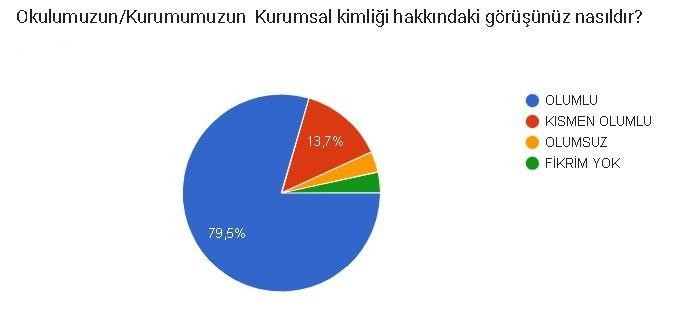 Okulumuzun/Kurumumuzun Kurumsal kimliği hakkındaki görüşünüz nasıldır?
OLUMLU
KISMEN OLUMLU
OLUMSUZ
FİKRİM YOK
13,7%
79,5%